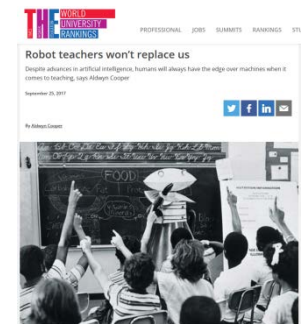 THE WORLD UNIVERSITY RANKINGS
PROFESSIONAL JOBS SUMMITS RANKINGS
Robot teachers won't replace us
Despite advances in artificial intelligence, humans will always have the edge over machines when it
comes to teaching, says Aldwyn Cooper
September 23, 2017
By Aldwyn Cooper
FOOD